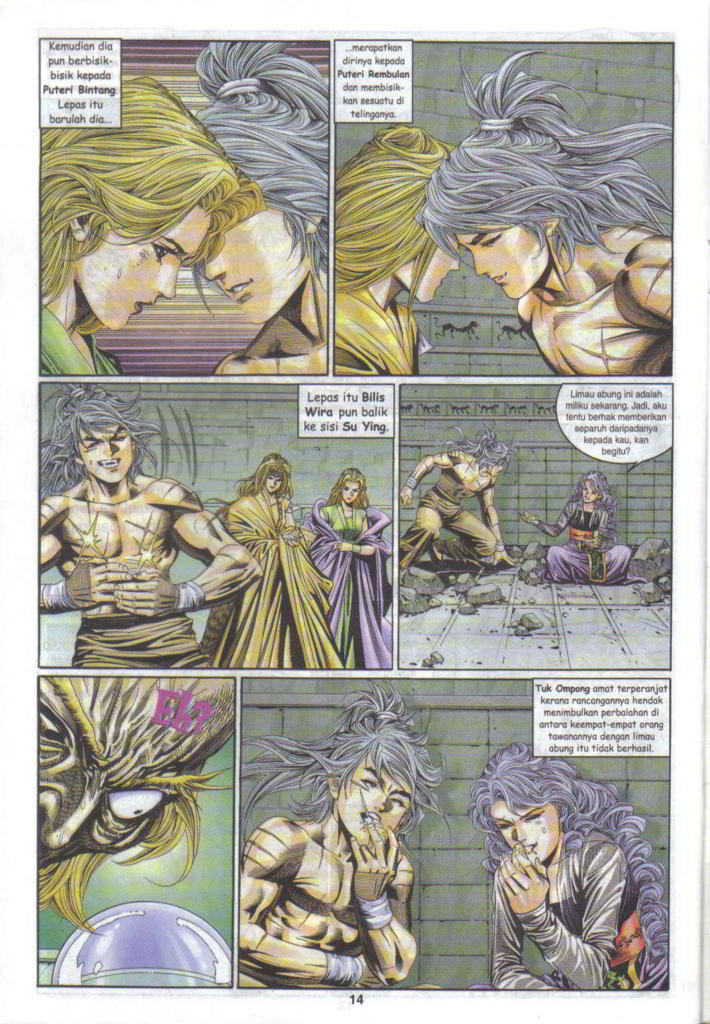 Kemudian dia
pun berbisik-
bisik kepada
Puteri Bintang.
Lepas itu
barulah dia...
...merapatkan
dirinya kepada
Puteri Rembulan
dan membisik-
kan sesuatu di
telinganya.
Lepas itu Bilis
Wira pun balik
ke sisi Su Ying.
Limau abung ini adalah
miliku sekarang. Jadi, aku
tentu berhak memberikan
separuh daripadanya
kepada kau, kan
begitu?
Eh?
Tuk Ompong amat terperanjat
kerana rancangannya hendak
menimbulkan perbalahan di
antara keempat-empat orang
tawanannya dengan limau
abung itu tidak berhasil.
14